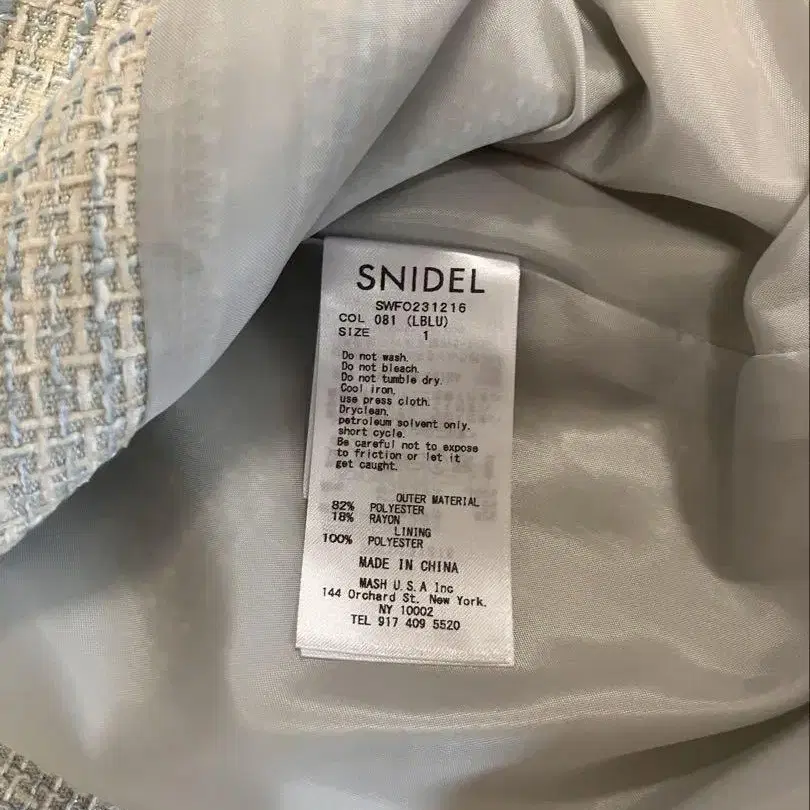 SNIDEL
SWFO231216
COL 081 (LBLU)
SIZE 1
Do not wash.
Do not bleach.
Do not tumble dry.
Cool iron.
use press cloth.
Dryclean.
petroleum solvent only.
short cycle.
Be careful not to expose
to friction or let it
get caught.
OUTER MATERIAL
82% POLYESTER
18% RAYON
LINING
100% POLYESTER
MADE IN CHINA
MASH U.S.A Inc
144 Orchard St. New York.
NY 10002
TEL 917 409 5520